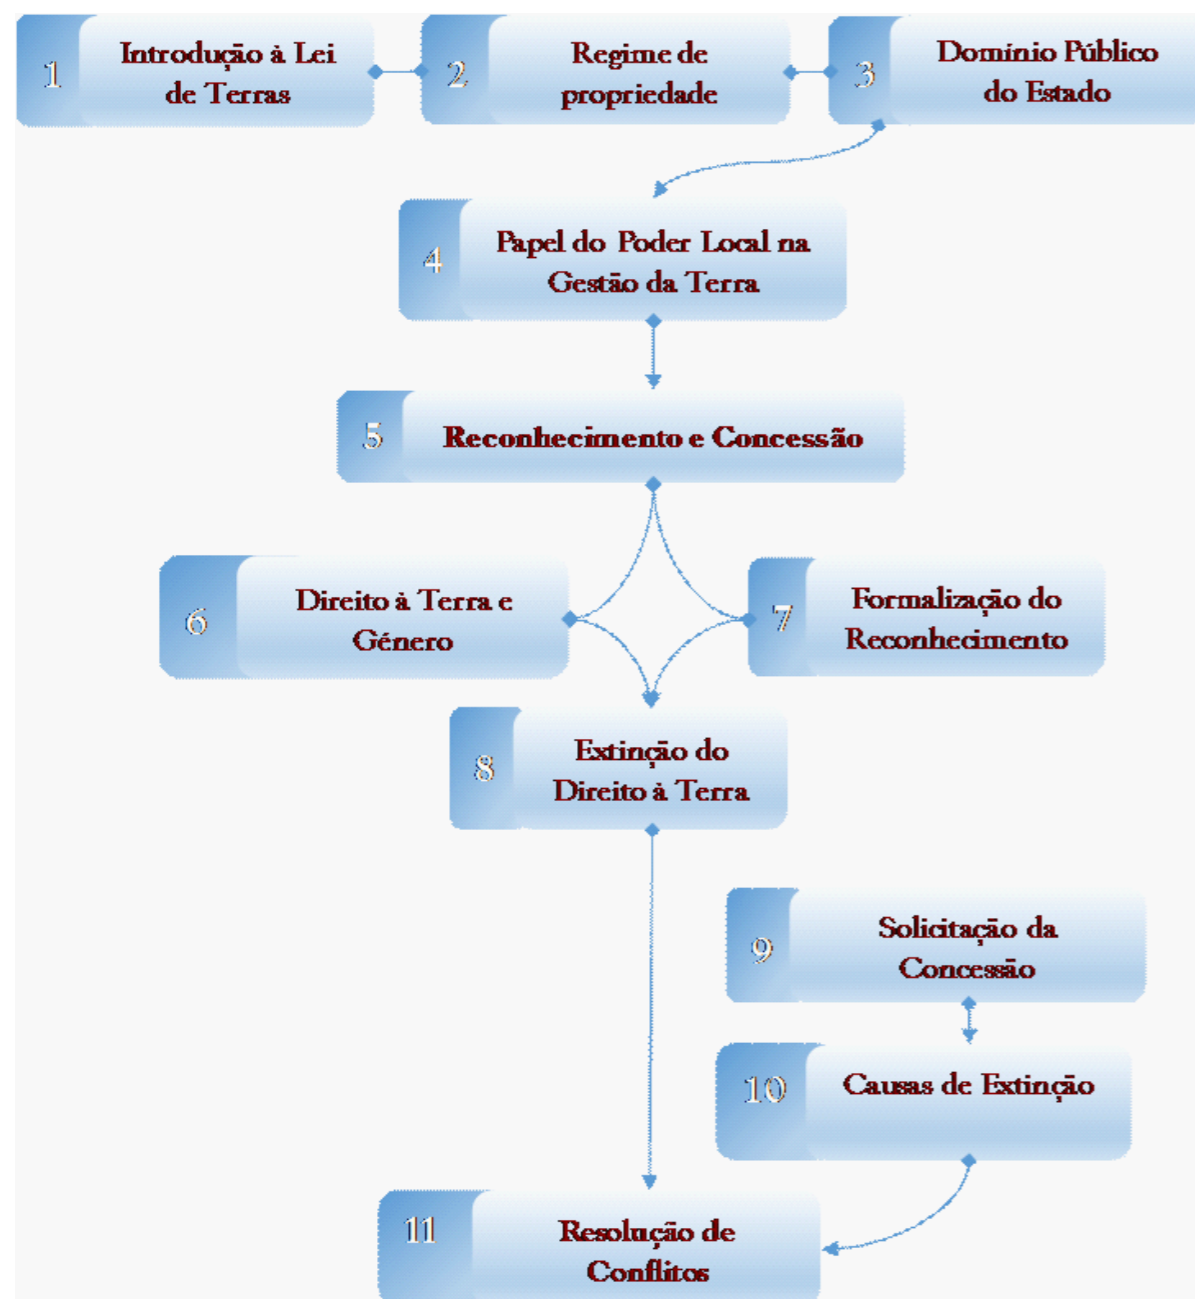 1
Introdução à Lei
de Terras
2
Regime de
propriedade
3
Domínio Público
do Estado
4
Papel do Poder Local na
Gestão da Terra
5
Reconhecimento e Concessão
6
Direito à Terra e
Género
7
Formalização do
Reconhecimento
8
Extinção do
Direito à Terra
9
Solicitação da
Concessão
10
Causas de Extinção
11
Resolução de
Conflitos